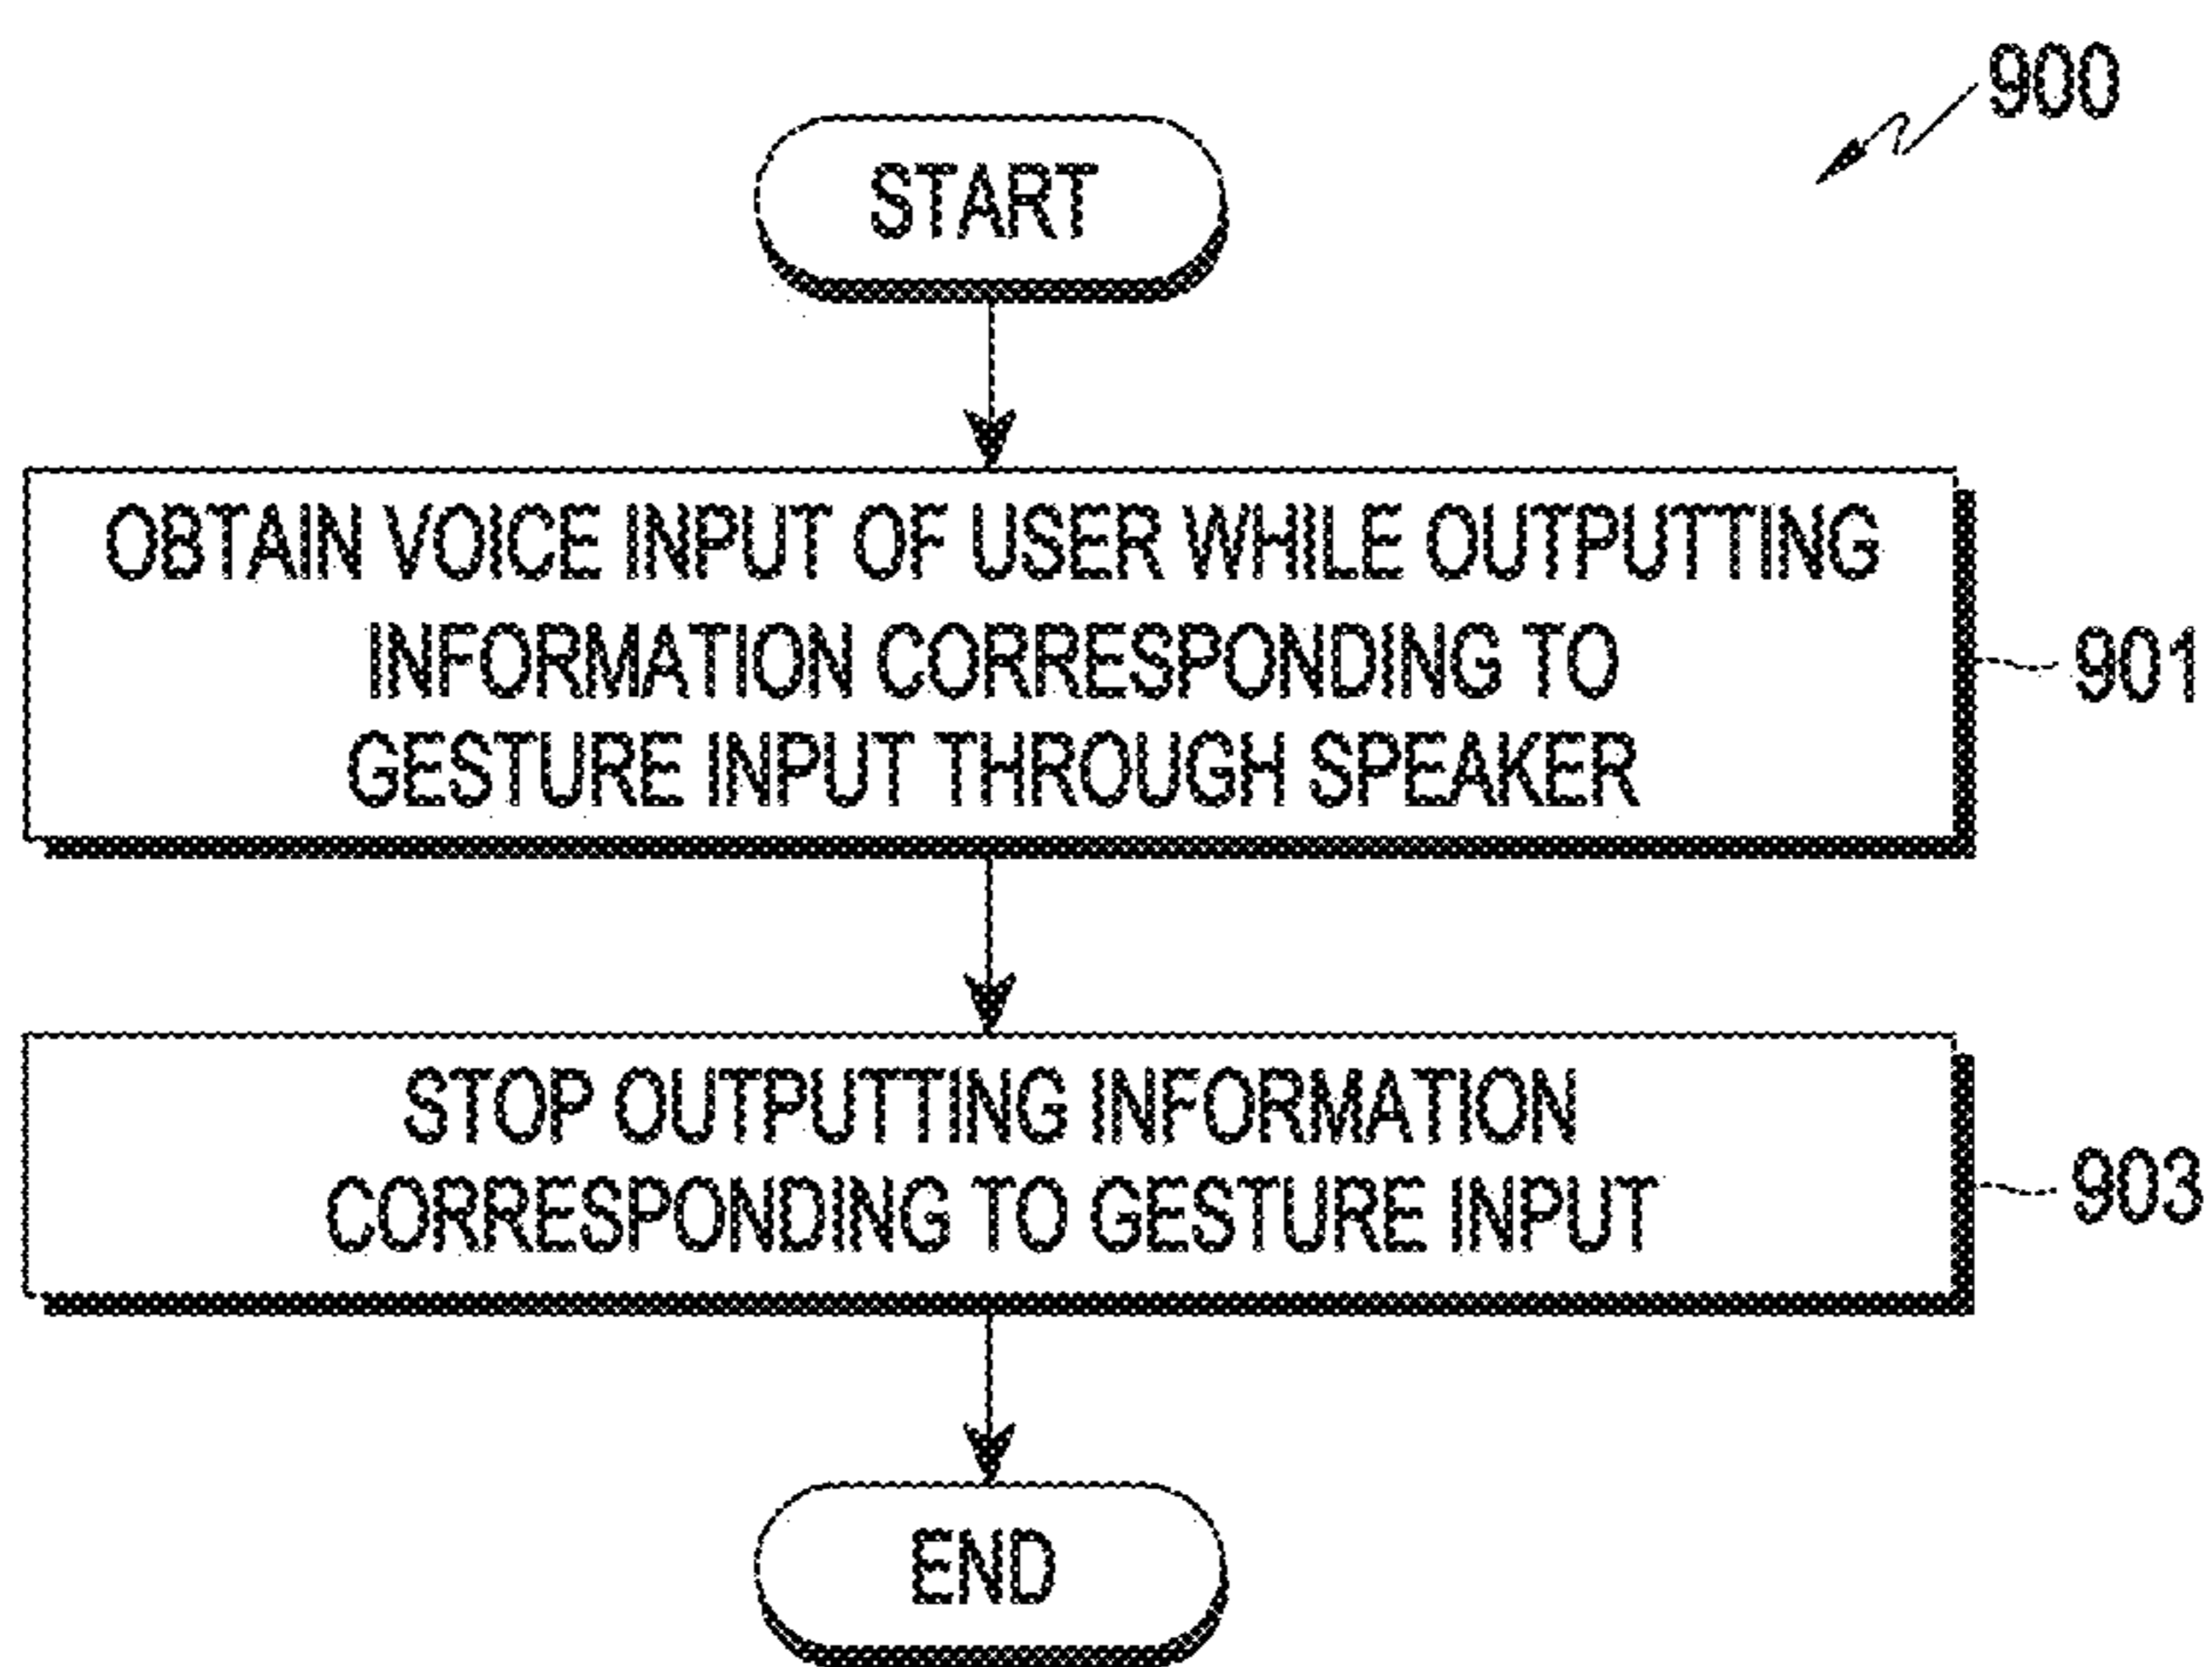 900
START
OBTAIN VOICE INPUT OF USER WHILE OUTPUTTING
INFORMATION CORRESPONDING TO
GESTURE INPUT THROUGH SPEAKER
901
STOP OUTPUTTING INFORMATION
CORRESPONDING TO GESTURE INPUT
903
END